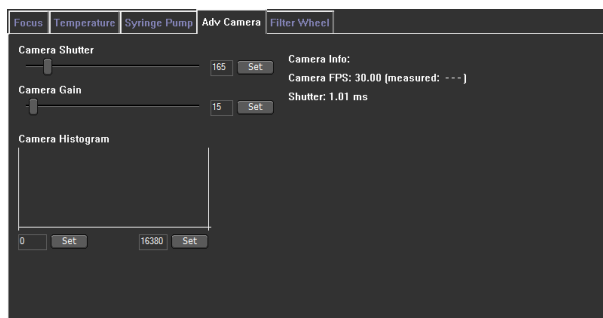 Focus Temperature Syringe Pump Adv Camera Filter Wheel
Camera Shutter
165 Set
Camera Gain
15 Set
Camera Info:
Camera FPS: 30.00 (measured: ---)
Shutter: 1.01 ms
Camera Histogram
0 Set 16380 Set